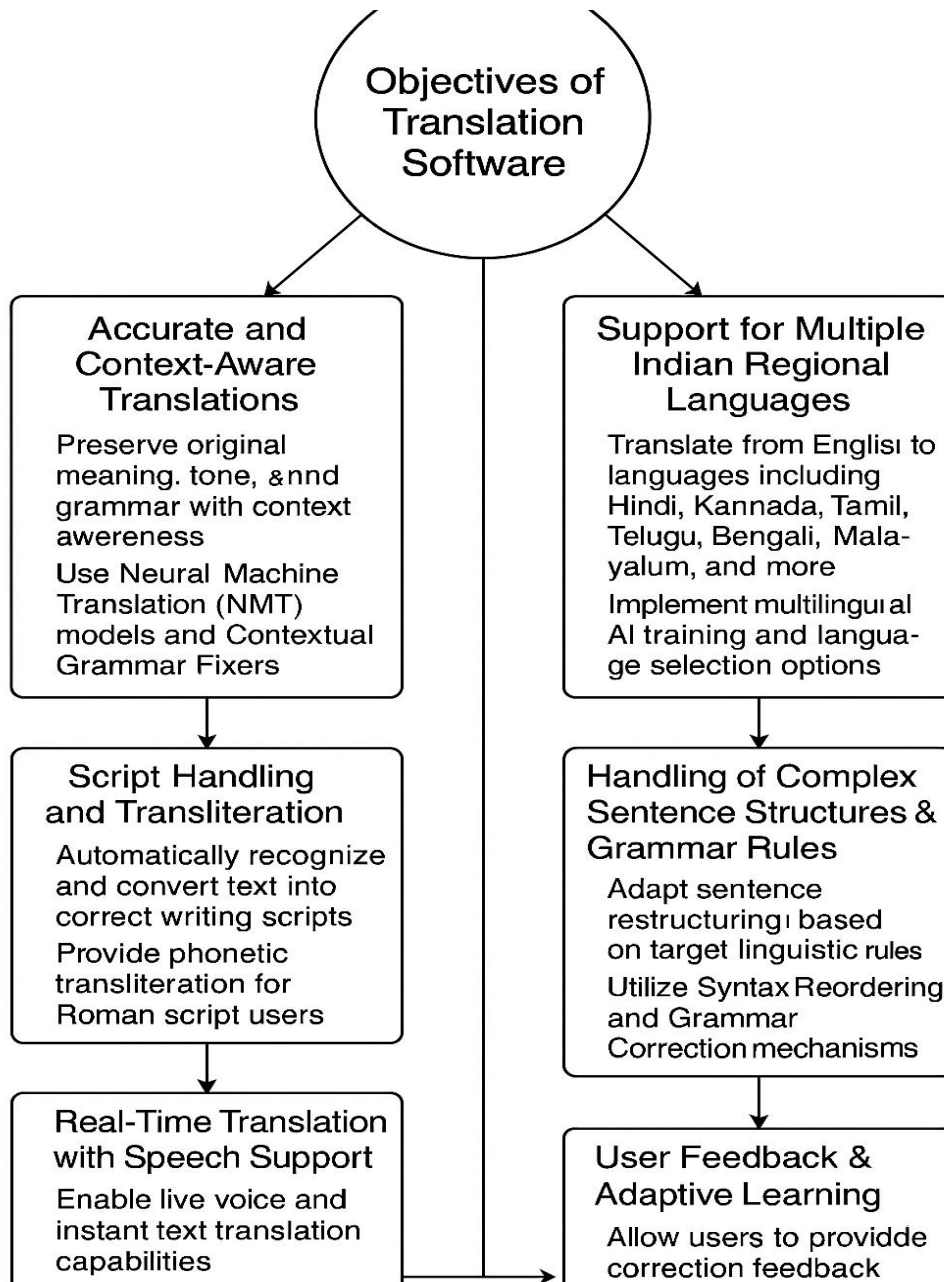 Objectives of
Translation
Software
Accurate and
Context-Aware
Translations
Preserve original
meaning. tone, &nnd
grammar with context
awereness
Use Neural Machine
Translation (NMT)
models and Contextual
Grammar Fixers
Script Handling
and Transliteration
Automatically recognize
and convert text into
correct writing scripts
Provide phonetic
transliteration for
Roman script users
Real-Time Translation
with Speech Support
Enable live voice and
instant text translation
capabilities
Support for Multiple
Indian Regional
Languages
Translate from Englisı to
languages including
Hindi, Kannada, Tamil,
Telugu, Bengali, Mala-
yalum, and more
Implement multilinguıal
AI training and langua-
ge selection options
Handling of Complex
Sentence Structures &
Grammar Rules
Adapt sentence
restructuringı based
on target linguistic rules
Utilize Syntax Reordering
and Grammar
Correction mechanisms
User Feedback &
Adaptive Learning
Allow users to providde
correction feedback